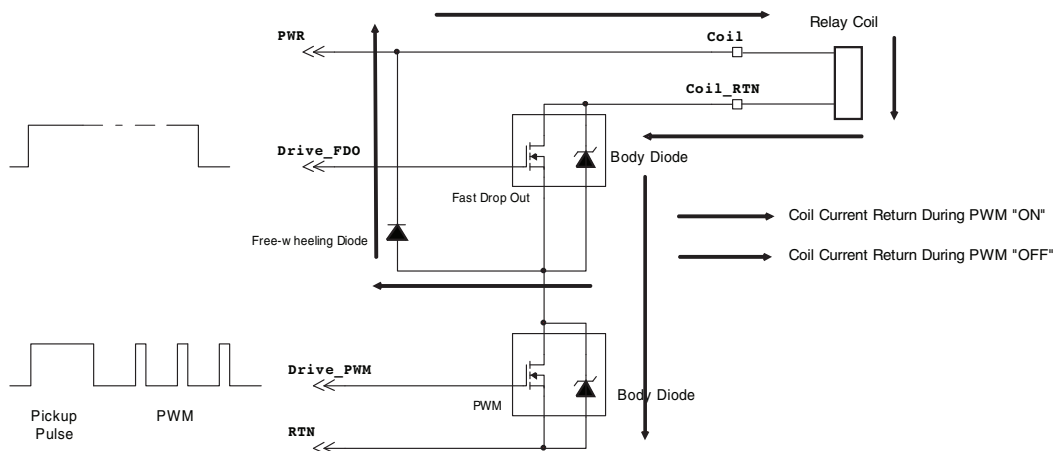 Relay Coil
PWR
Coil
Coil_RTN
Drive_FDO
Body Diode
Fast Drop Out
Coil Current Return During PWM "ON"
Free-w heeling Diode
Coil Current Return During PWM "OFF"
Drive_PWM
Body Diode
PWM
Pickup
Pulse
PWM
RTN